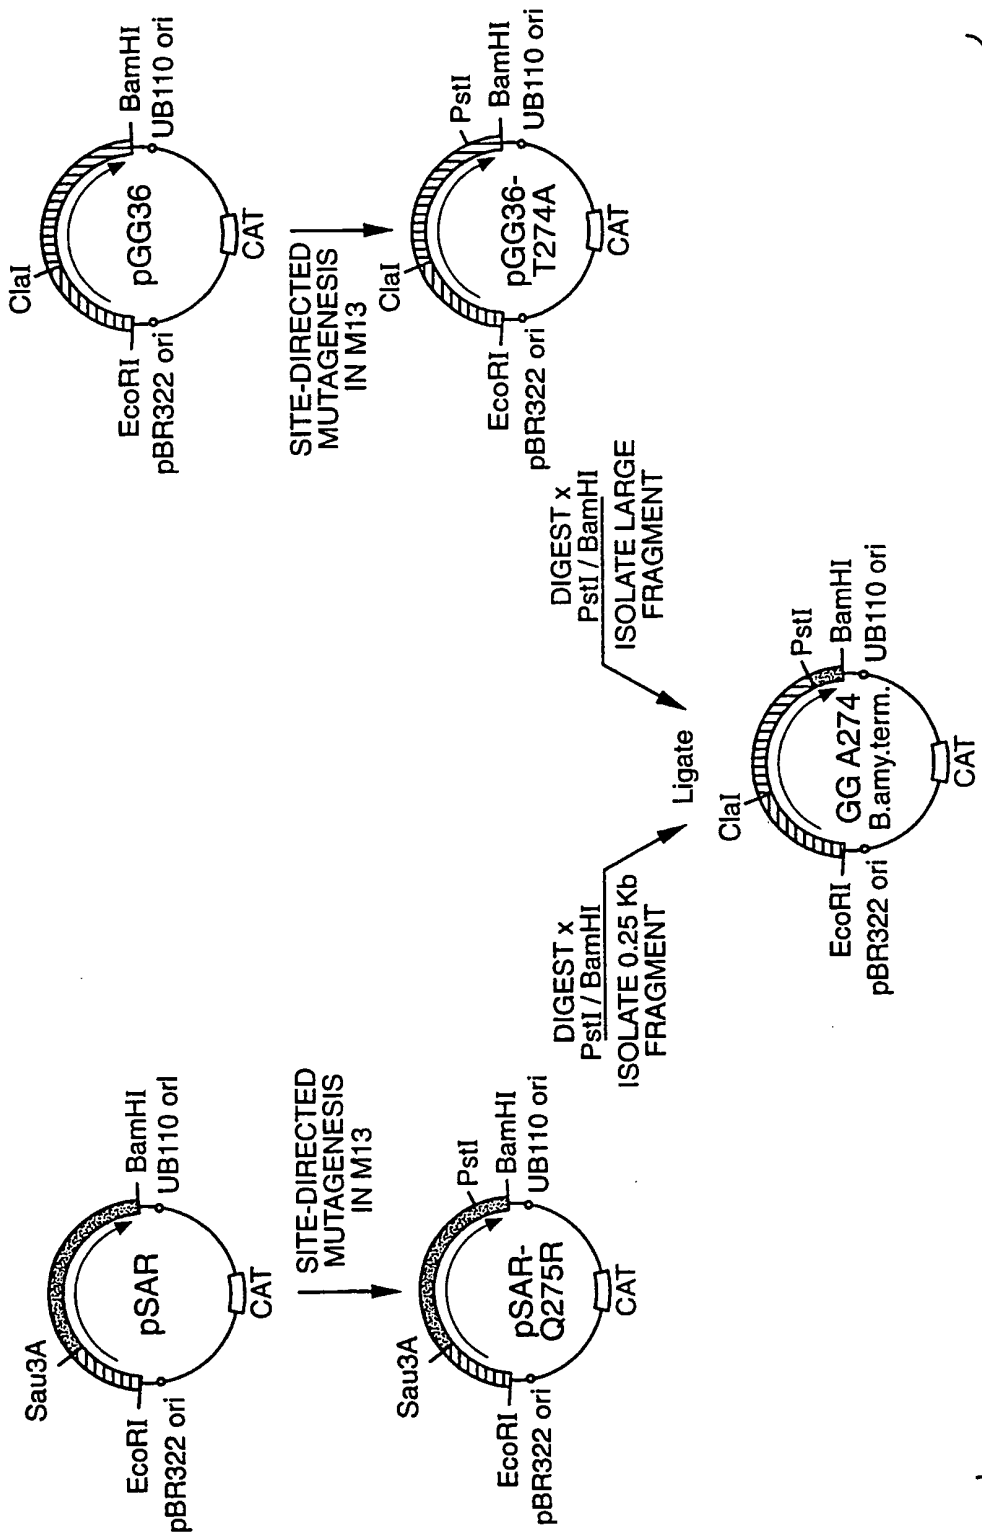 Sau3A
pSAR
EcoRI
BamHI
pBR322 ori
UB110 orI
CAT
SITE-DIRECTED
MUTAGENESIS
IN M13
Sau3A
PstI
pSAR-
Q275R
EcoRI
BamHI
pBR322 ori
UB110 ori
CAT
ClaI
pGG36
EcoRI
BamHI
pBR322 ori
UB110 ori
CAT
SITE-DIRECTED
MUTAGENESIS
IN M13
ClaI
PstI
pGG36-
T274A
EcoRI
BamHI
pBR322 ori
UB110 ori
CAT
DIGEST x
PstI / BamHI
ISOLATE 0.25 Kb
FRAGMENT
DIGEST x
PstI / BamHI
ISOLATE LARGE
FRAGMENT
Ligate
ClaI
PstI
GG A274
B.amy.term.
EcoRI
BamHI
pBR322 ori
UB110 ori
CAT